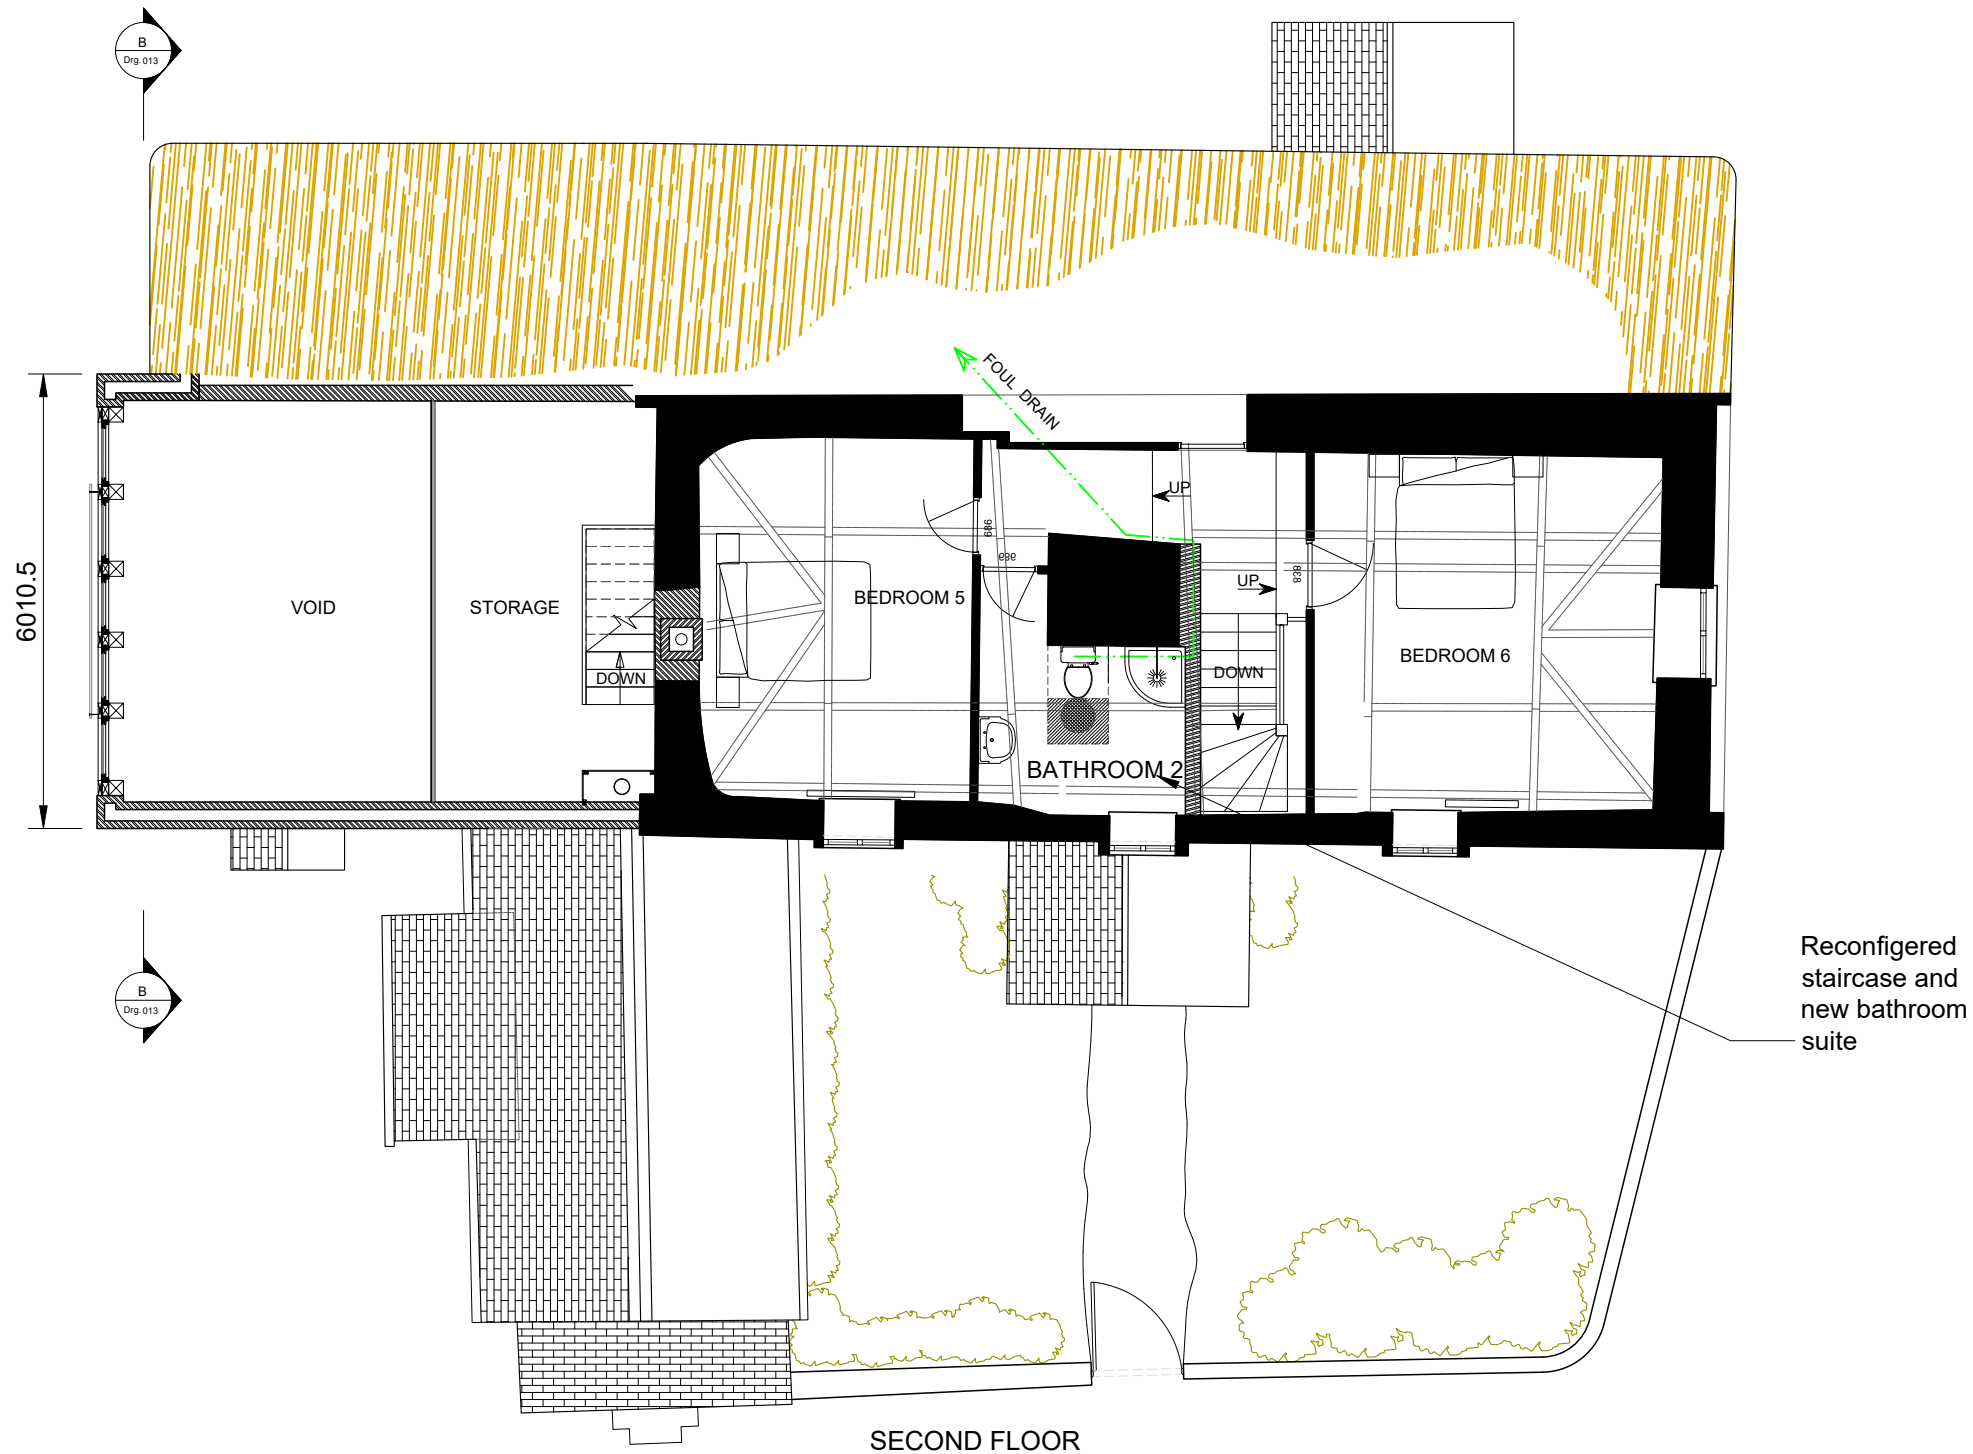 B
Drg. 013
6010.5
FOUL DRAIN
UP
989
989
UP
838
VOID
STORAGE
BEDROOM 5
DOWN
DOWN
BEDROOM 6
BATHROOM 2
Reconfigered
staircase and
new bathroom
suite
B
Drg. 013
SECOND FLOOR